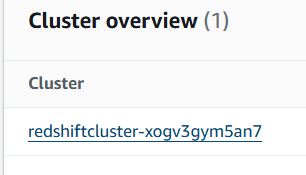 Cluster overview (1)
Cluster
redshiftcluster-xogv3gym5an7